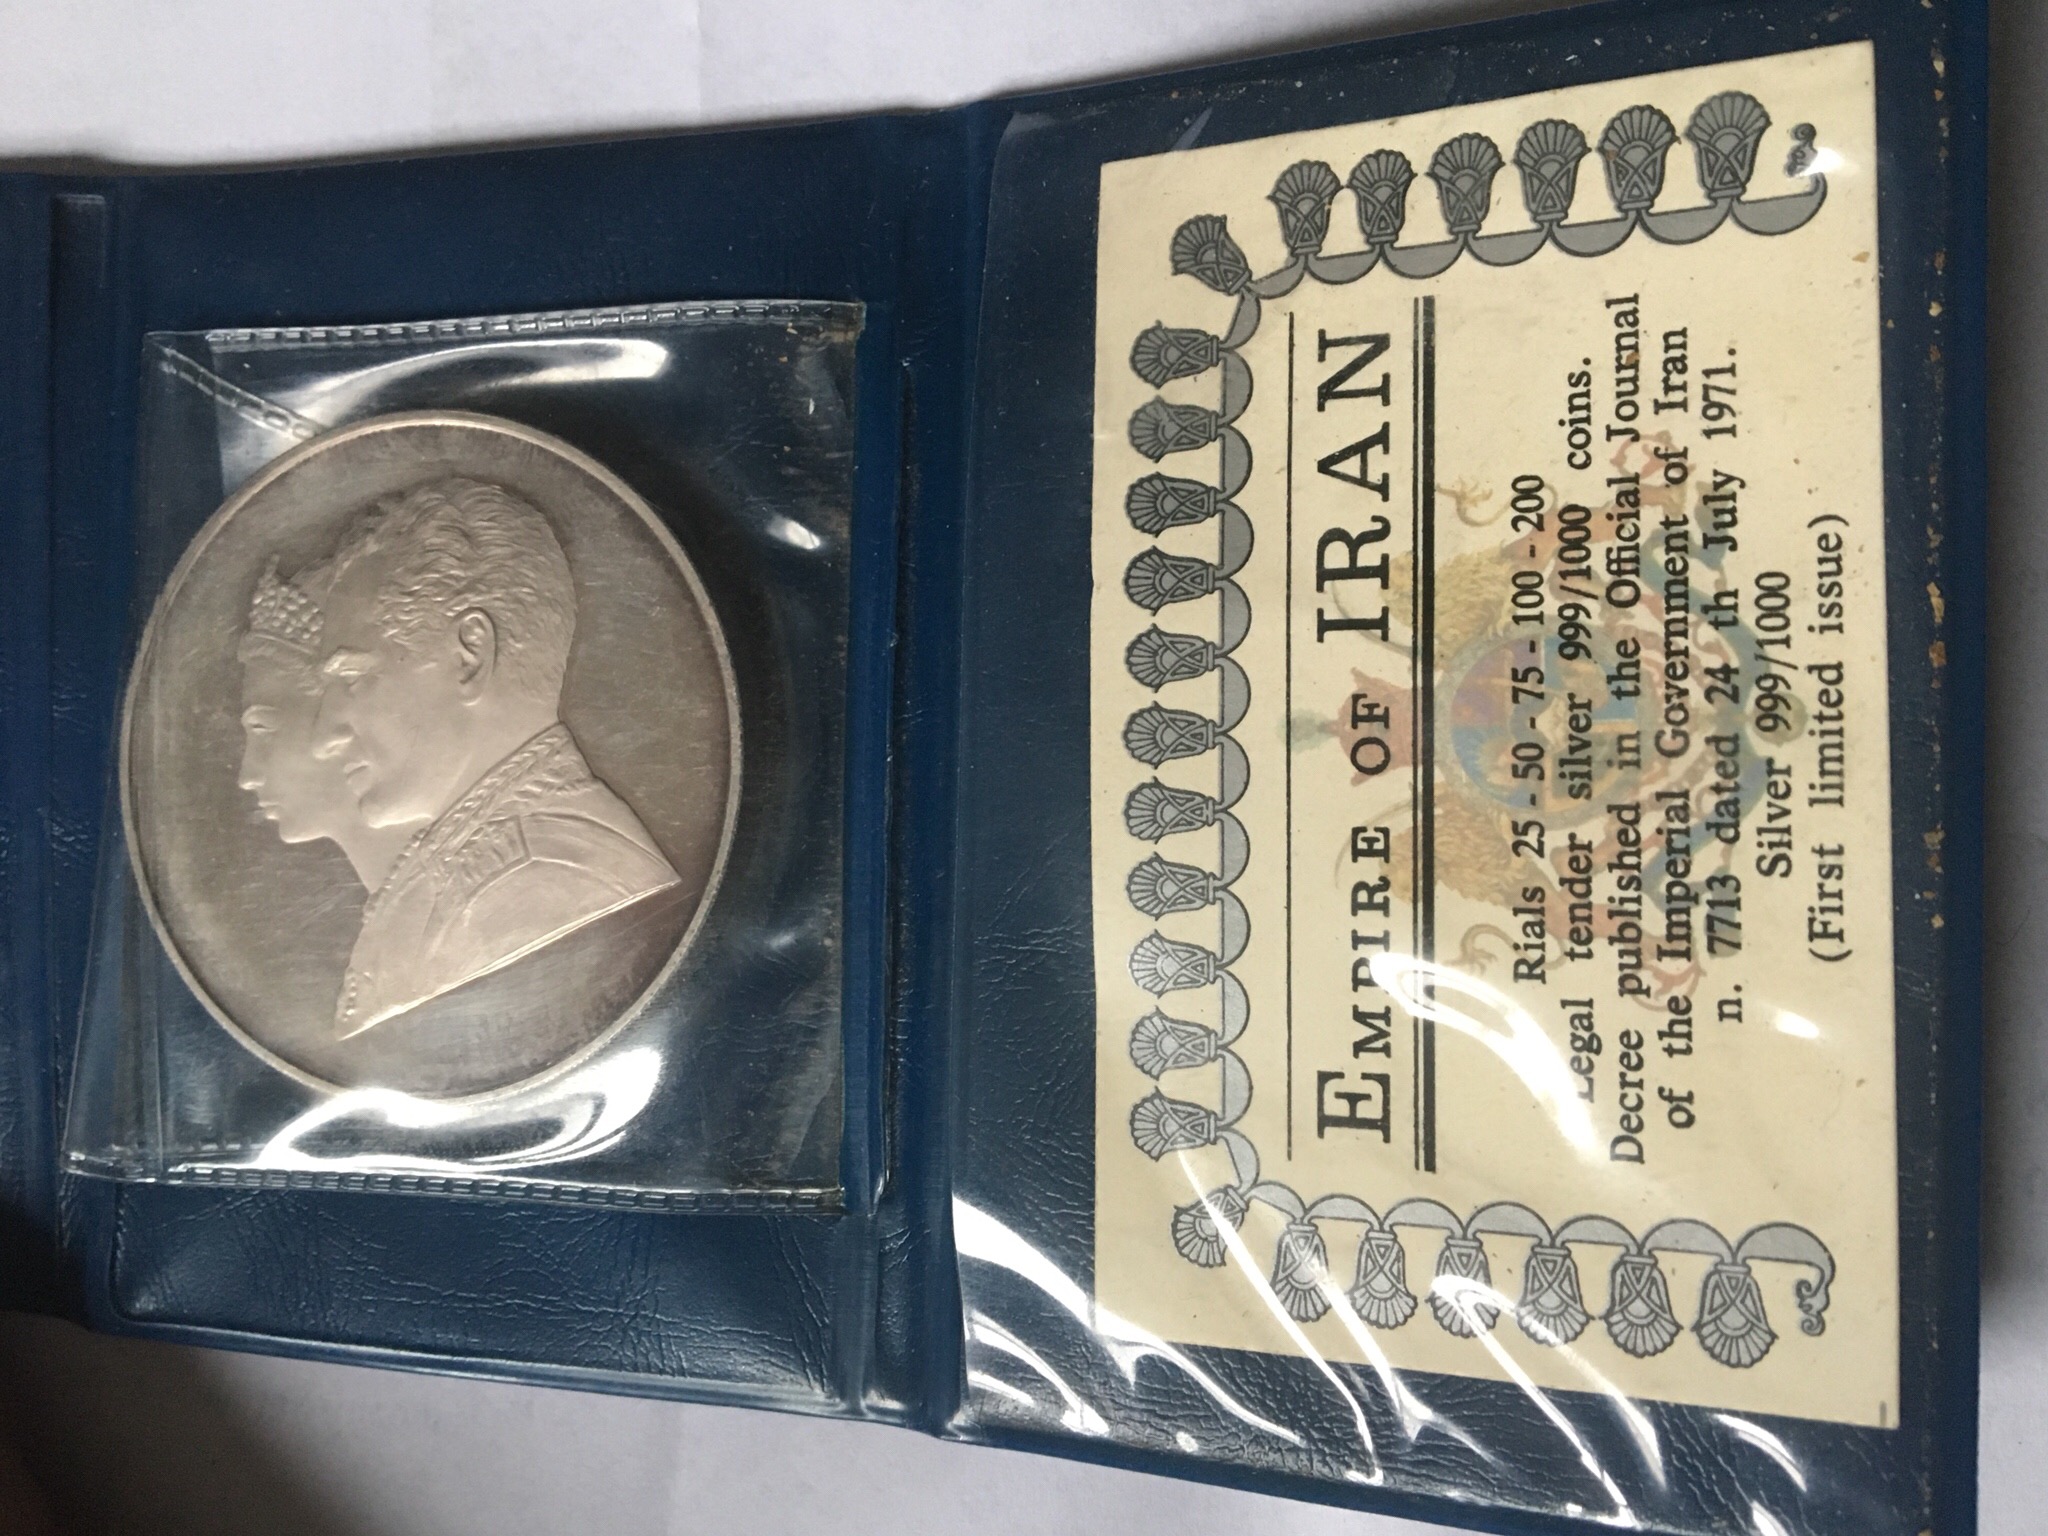 EMPIRE OF IRAN
Rials 25 - 50 - 75 - 100 - 200
Legal tender silver 999/1000 coins.
Decree published in the Official Journal
of the Imperial Government of Iran
n. 7713 dated 24 th July 1971.
Silver 999/1000
(First limited issue)